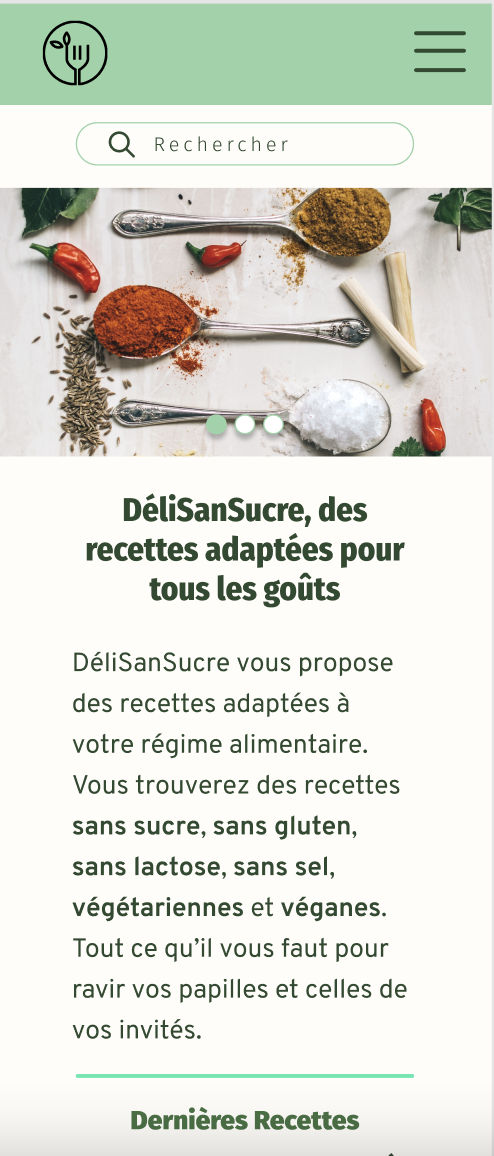 Rechercher
DéliSanSucre, des
recettes adaptées pour
tous les goûts
DéliSanSucre vous propose
des recettes adaptées à
votre régime alimentaire.
Vous trouverez des recettes
sans sucre, sans gluten,
sans lactose, sans sel,
végétariennes et véganes.
Tout ce qu’il vous faut pour
ravir vos papilles et celles de
vos invités.
Dernières Recettes